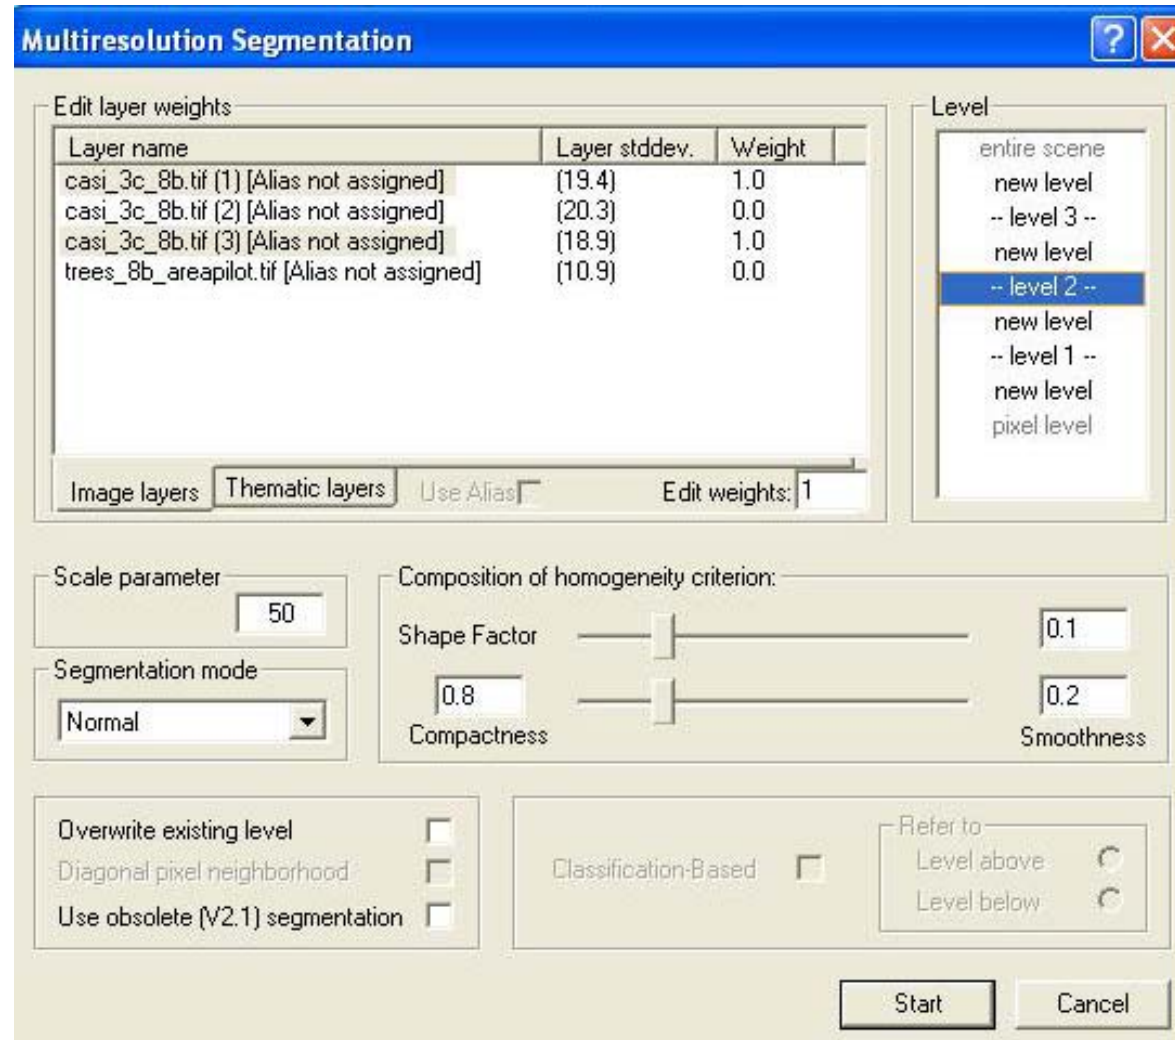 Multiresolution Segmentation
Edit layer weights
Layer name Layer stddev. Weight
casi_3c_8b.tif (1) [Alias not assigned] (19.4) 1.0
casi_3c_8b.tif (2) [Alias not assigned] (20.3) 0.0
casi_3c_8b.tif (3) [Alias not assigned] (18.9) 1.0
trees_8b_areapilot.tif [Alias not assigned] (10.9) 0.0
Image layers Thematic layers Use Alias Edit weights: 1
Level
entire scene
new level
-- level 3 --
new level
-- level 2 --
new level
-- level 1 --
new level
pixel level
Scale parameter
50
Segmentation mode
Normal
Composition of homogeneity criterion:
Shape Factor 0.1
0.8 0.2
Compactness Smoothness
Overwrite existing level
Diagonal pixel neighborhood
Use obsolete (V2.1) segmentation
Classification-Based
Refer to
Level above
Level below
Start Cancel